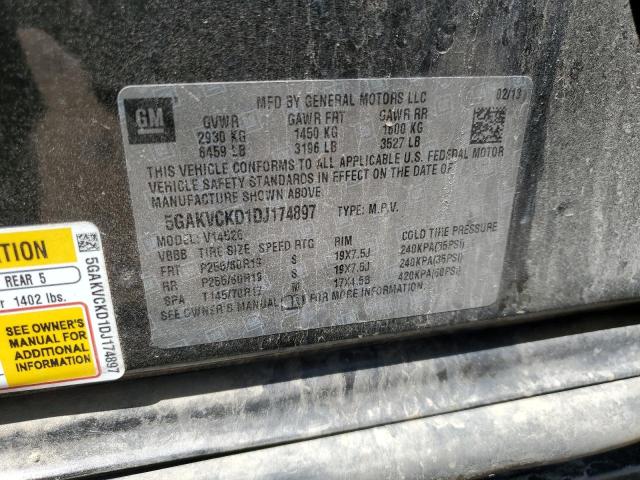 GM
MFD BY GENERAL MOTORS LLC 02/13
GVWR GAWR FRT GAWR RR
2930 KG 1450 KG 1600 KG
6459 LB 3196 LB 3527 LB
THIS VEHICLE CONFORMS TO ALL APPLICABLE U.S. FEDERAL MOTOR
VEHICLE SAFETY STANDARDS IN EFFECT ON THE DATE OF
MANUFACTURE SHOWN ABOVE
5GAKVCKD1DJ174897 TYPE: M.P.V.
MODEL: V14526
VBBB TIRE SIZE SPEED RTG RIM COLD TIRE PRESSURE
FRT P255/60R19 S 19X7.5J 240KPA(35PSI)
RR P255/60R19 S 19X7.5J 240KPA(35PSI)
SPA T145/70R17 M 17X4.5B 420KPA(60PSI)
SEE OWNER'S MANUAL FOR MORE INFORMATION.
TION
REAR 5
r 1402 lbs.
SEE OWNER'S
MANUAL FOR
ADDITIONAL
INFORMATION
5GAKVCKD1DJ174897